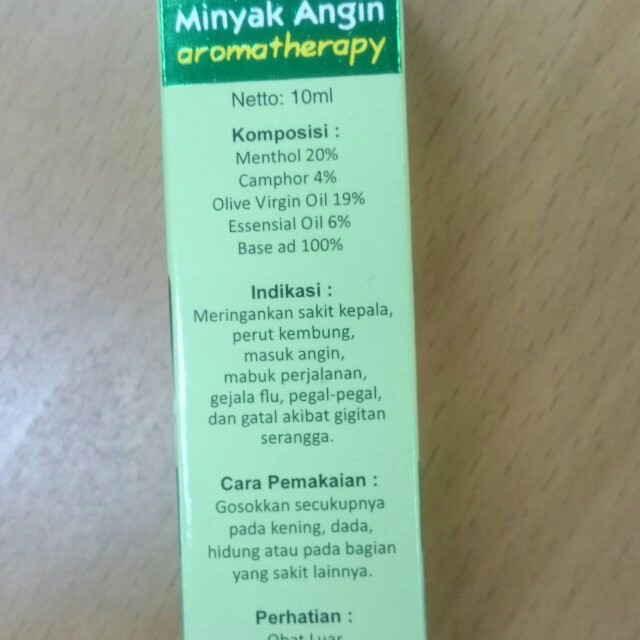 Minyak Angin
aromatherapy
Netto: 10ml
Komposisi :
Menthol 20%
Camphor 4%
Olive Virgin Oil 19%
Essensial Oil 6%
Base ad 100%
Indikasi :
Meringankan sakit kepala,
perut kembung,
masuk angin,
mabuk perjalanan,
gejala flu, pegal-pegal,
dan gatal akibat gigitan
serangga.
Cara Pemakaian :
Gosokkan secukupnya
pada kening, dada,
hidung atau pada bagian
yang sakit lainnya.
Perhatian :
Obat Luar